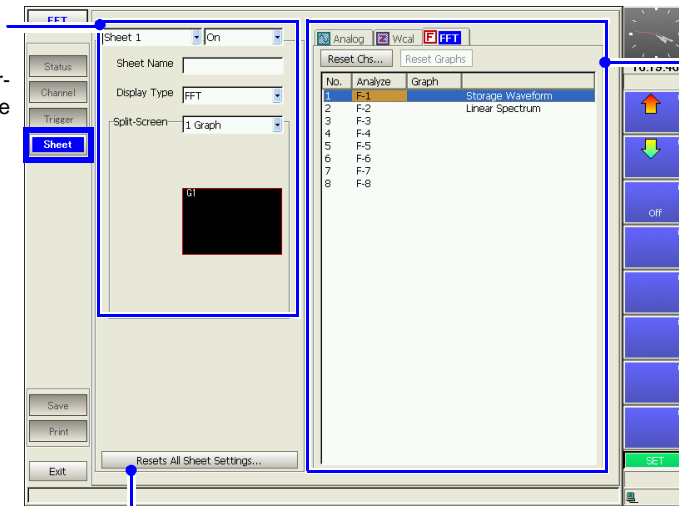 FFT
r-
e
Status
Channel
Trigger
Sheet
Save
Print
Exit
Sheet 1 On
Sheet Name
Display Type FFT
Split-Screen 1 Graph
G1
Resets All Sheet Settings...
Analog Wcal F FFT
Reset Chs... Reset Graphs
No. Analyze Graph
1 F-1 Storage Waveform
2 F-2 Linear Spectrum
3 F-3
4 F-4
5 F-5
6 F-6
7 F-7
8 F-8
Off
SET